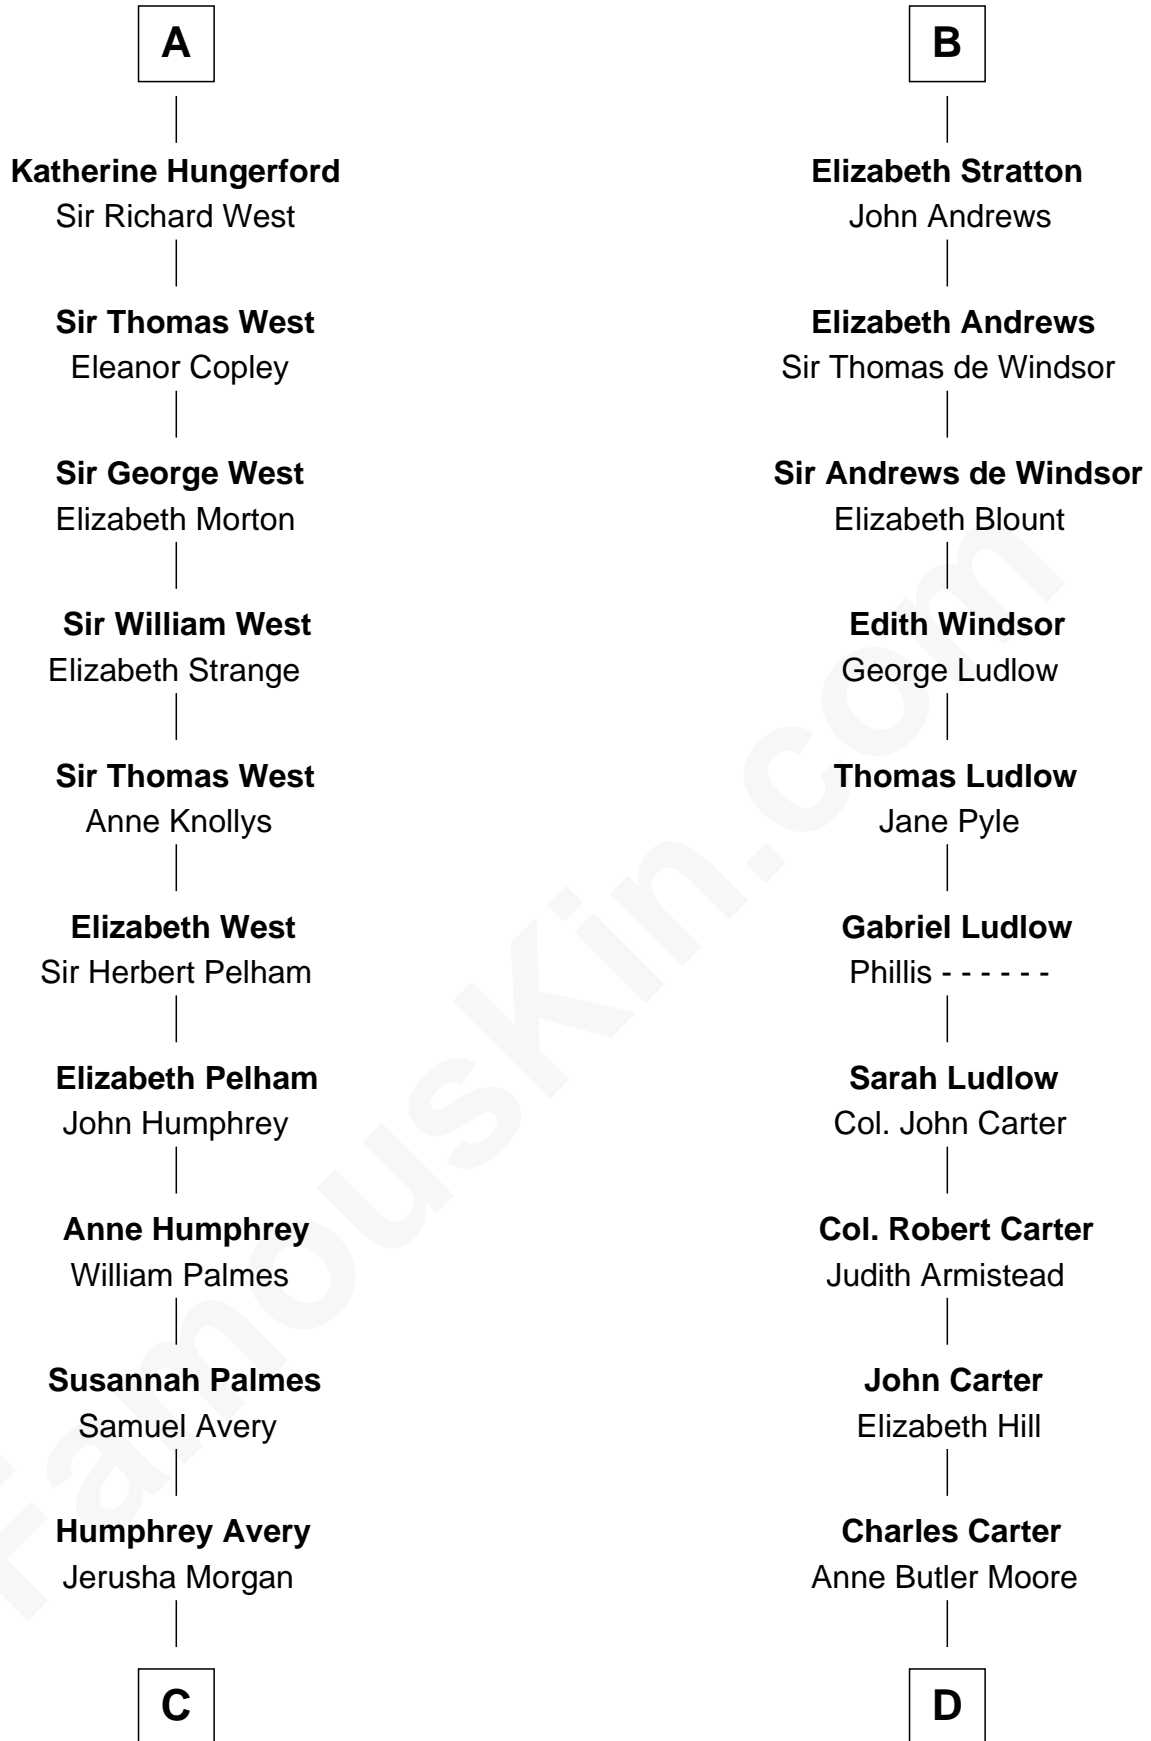 A
Katherine Hungerford
Sir Richard West
Sir Thomas West
Eleanor Copley
Sir George West
Elizabeth Morton
Sir William West
Elizabeth Strange
Sir Thomas West
Anne Knollys
Elizabeth West
Sir Herbert Pelham
Elizabeth Pelham
John Humphrey
Anne Humphrey
William Palmes
Susannah Palmes
Samuel Avery
Humphrey Avery
Jerusha Morgan
C
B
Elizabeth Stratton
John Andrews
Elizabeth Andrews
Sir Thomas de Windsor
Sir Andrews de Windsor
Elizabeth Blount
Edith Windsor
George Ludlow
Thomas Ludlow
Jane Pyle
Gabriel Ludlow
Phillis - - - - - -
Sarah Ludlow
Col. John Carter
Col. Robert Carter
Judith Armistead
John Carter
Elizabeth Hill
Charles Carter
Anne Butler Moore
D
FamousKin.com